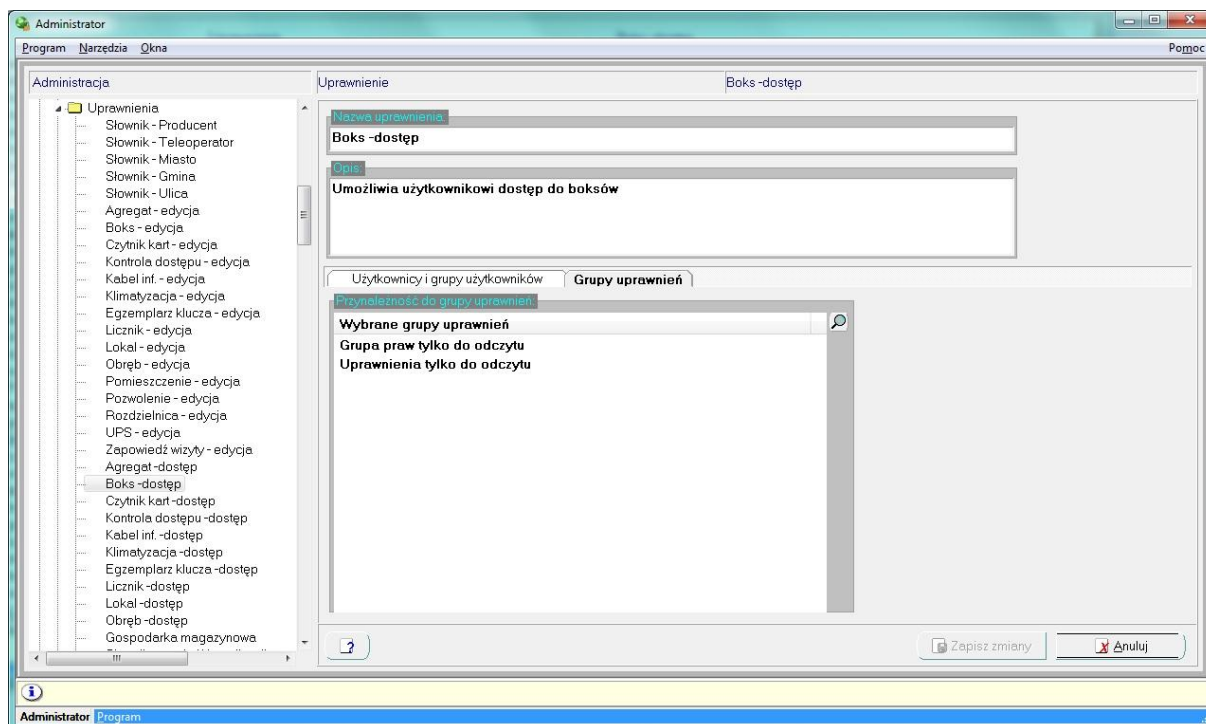 Administrator
Program Narzędzia Okna Pomoc
Administracja
Uprawnienie
Boks -dostęp
Uprawnienia
Słownik - Producent
Słownik - Teleoperator
Słownik - Miasto
Słownik - Gmina
Słownik - Ulica
Agregat - edycja
Boks - edycja
Czytnik kart - edycja
Kontrola dostępu - edycja
Kabel inf. - edycja
Klimatyzacja - edycja
Egzemplarz klucza - edycja
Licznik - edycja
Lokal - edycja
Obręb - edycja
Pomieszczenie - edycja
Pozwolenie - edycja
Rozdzielnica - edycja
UPS - edycja
Zapowiedź wizyty - edycja
Agregat -dostęp
Boks -dostęp
Czytnik kart -dostęp
Kontrola dostępu -dostęp
Kabel inf. -dostęp
Klimatyzacja -dostęp
Egzemplarz klucza -dostęp
Licznik -dostęp
Lokal -dostęp
Obręb -dostęp
Gospodarka magazynowa
Nazwa uprawnienia:
Boks -dostęp
Opis:
Umożliwia użytkownikowi dostęp do boksów
Użytkownicy i grupy użytkowników
Grupy uprawnień
Przynależność do grupy uprawnień:
Wybrane grupy uprawnień
Grupa praw tylko do odczytu
Uprawnienia tylko do odczytu
Zapisz zmiany
Anuluj
Administrator Program